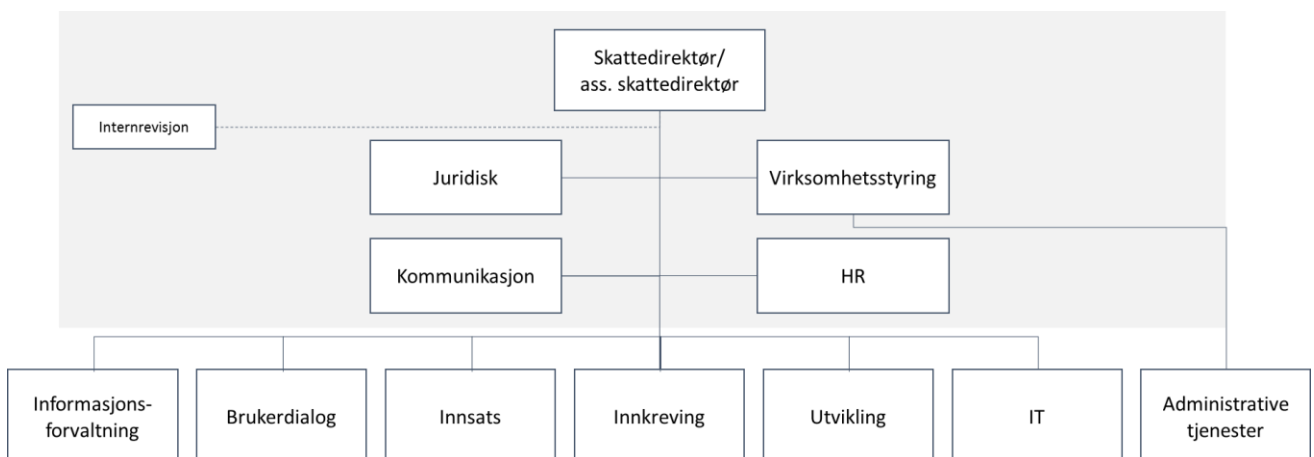 Skattedirektør/
ass. skattedirektør
Internrevisjon
Juridisk
Virksomhetsstyring
Kommunikasjon
HR
Informasjons-
forvaltning
Brukerdialog
Innsats
Innkreving
Utvikling
IT
Administrative
tjenester